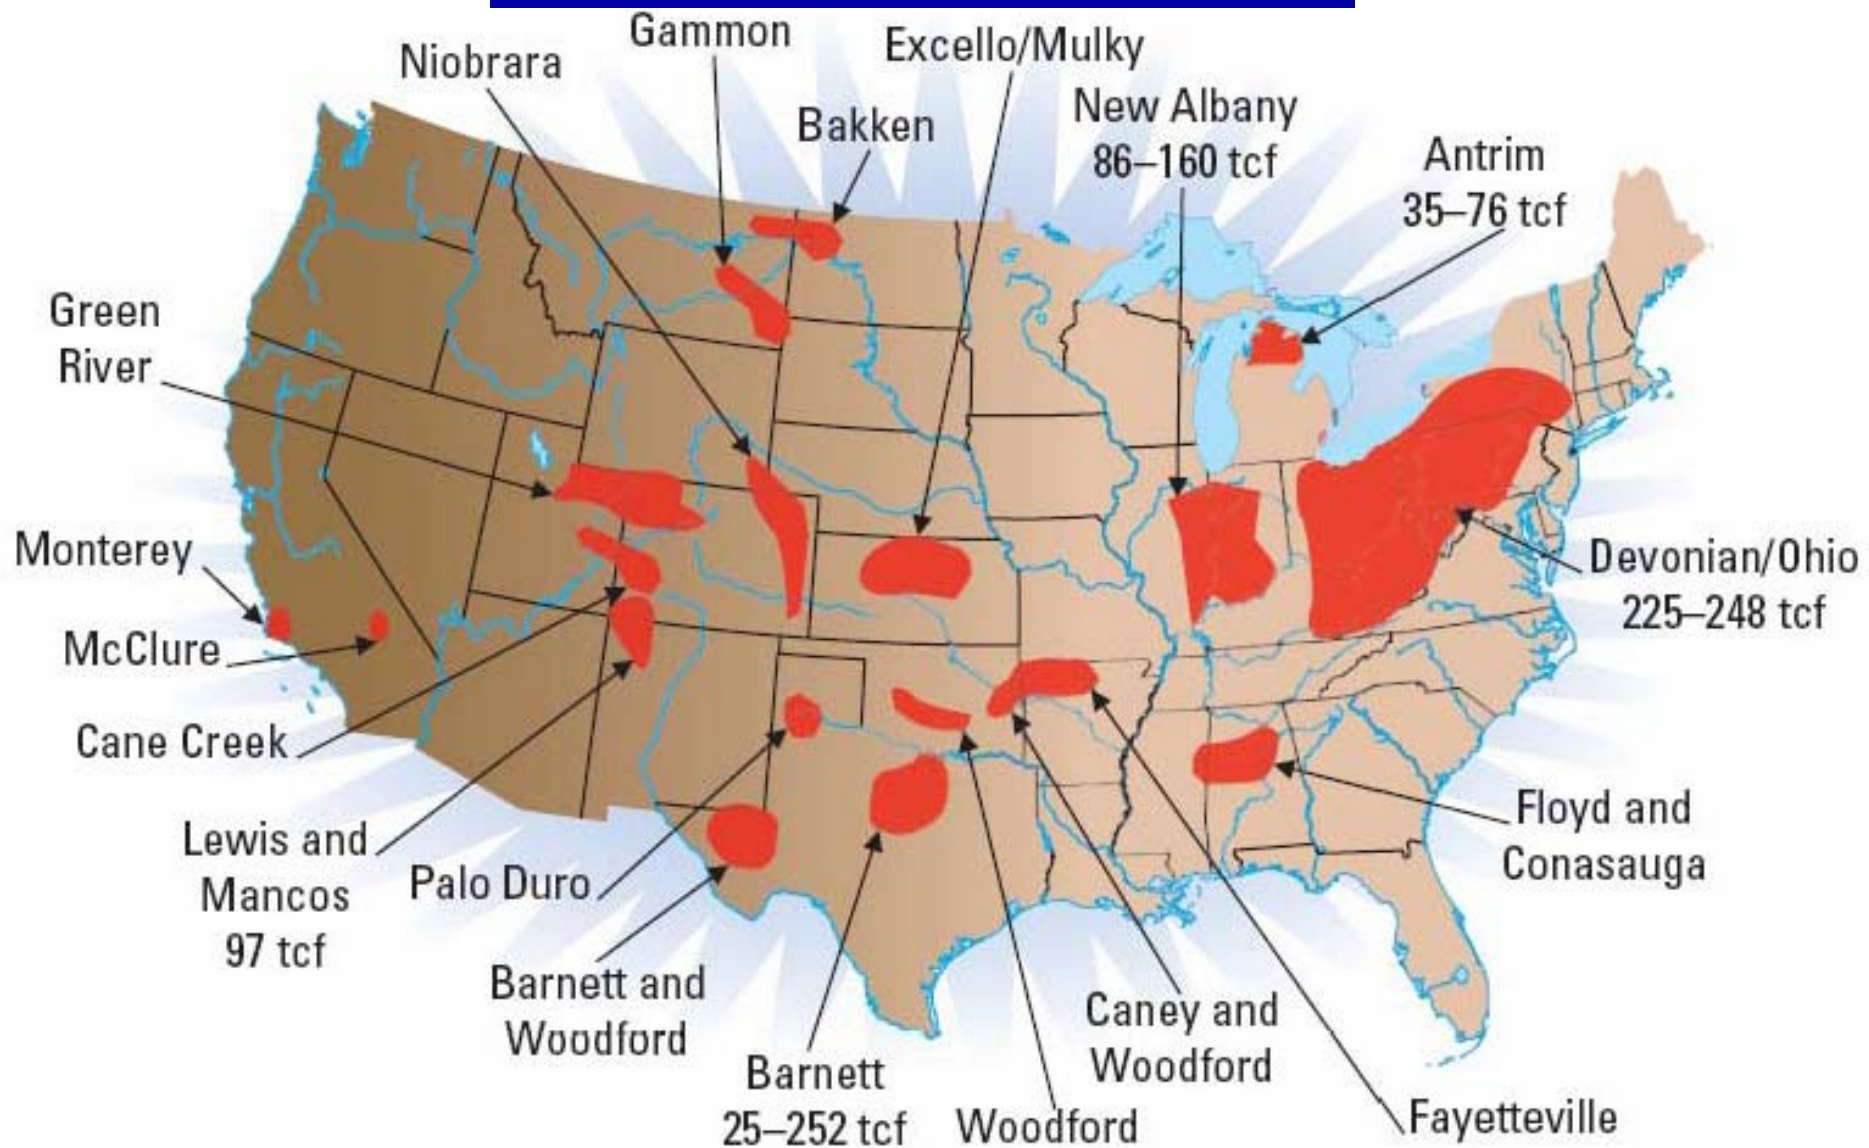 Gammon
Niobrara
Excello/Mulky
Bakken
New Albany
86–160 tcf
Antrim
35–76 tcf
Green
River
Monterey
McClure
Cane Creek
Lewis and
Mancos
97 tcf
Palo Duro
Barnett and
Woodford
Barnett
25–252 tcf
Woodford
Caney and
Woodford
Fayetteville
Floyd and
Conasauga
Devonian/Ohio
225–248 tcf